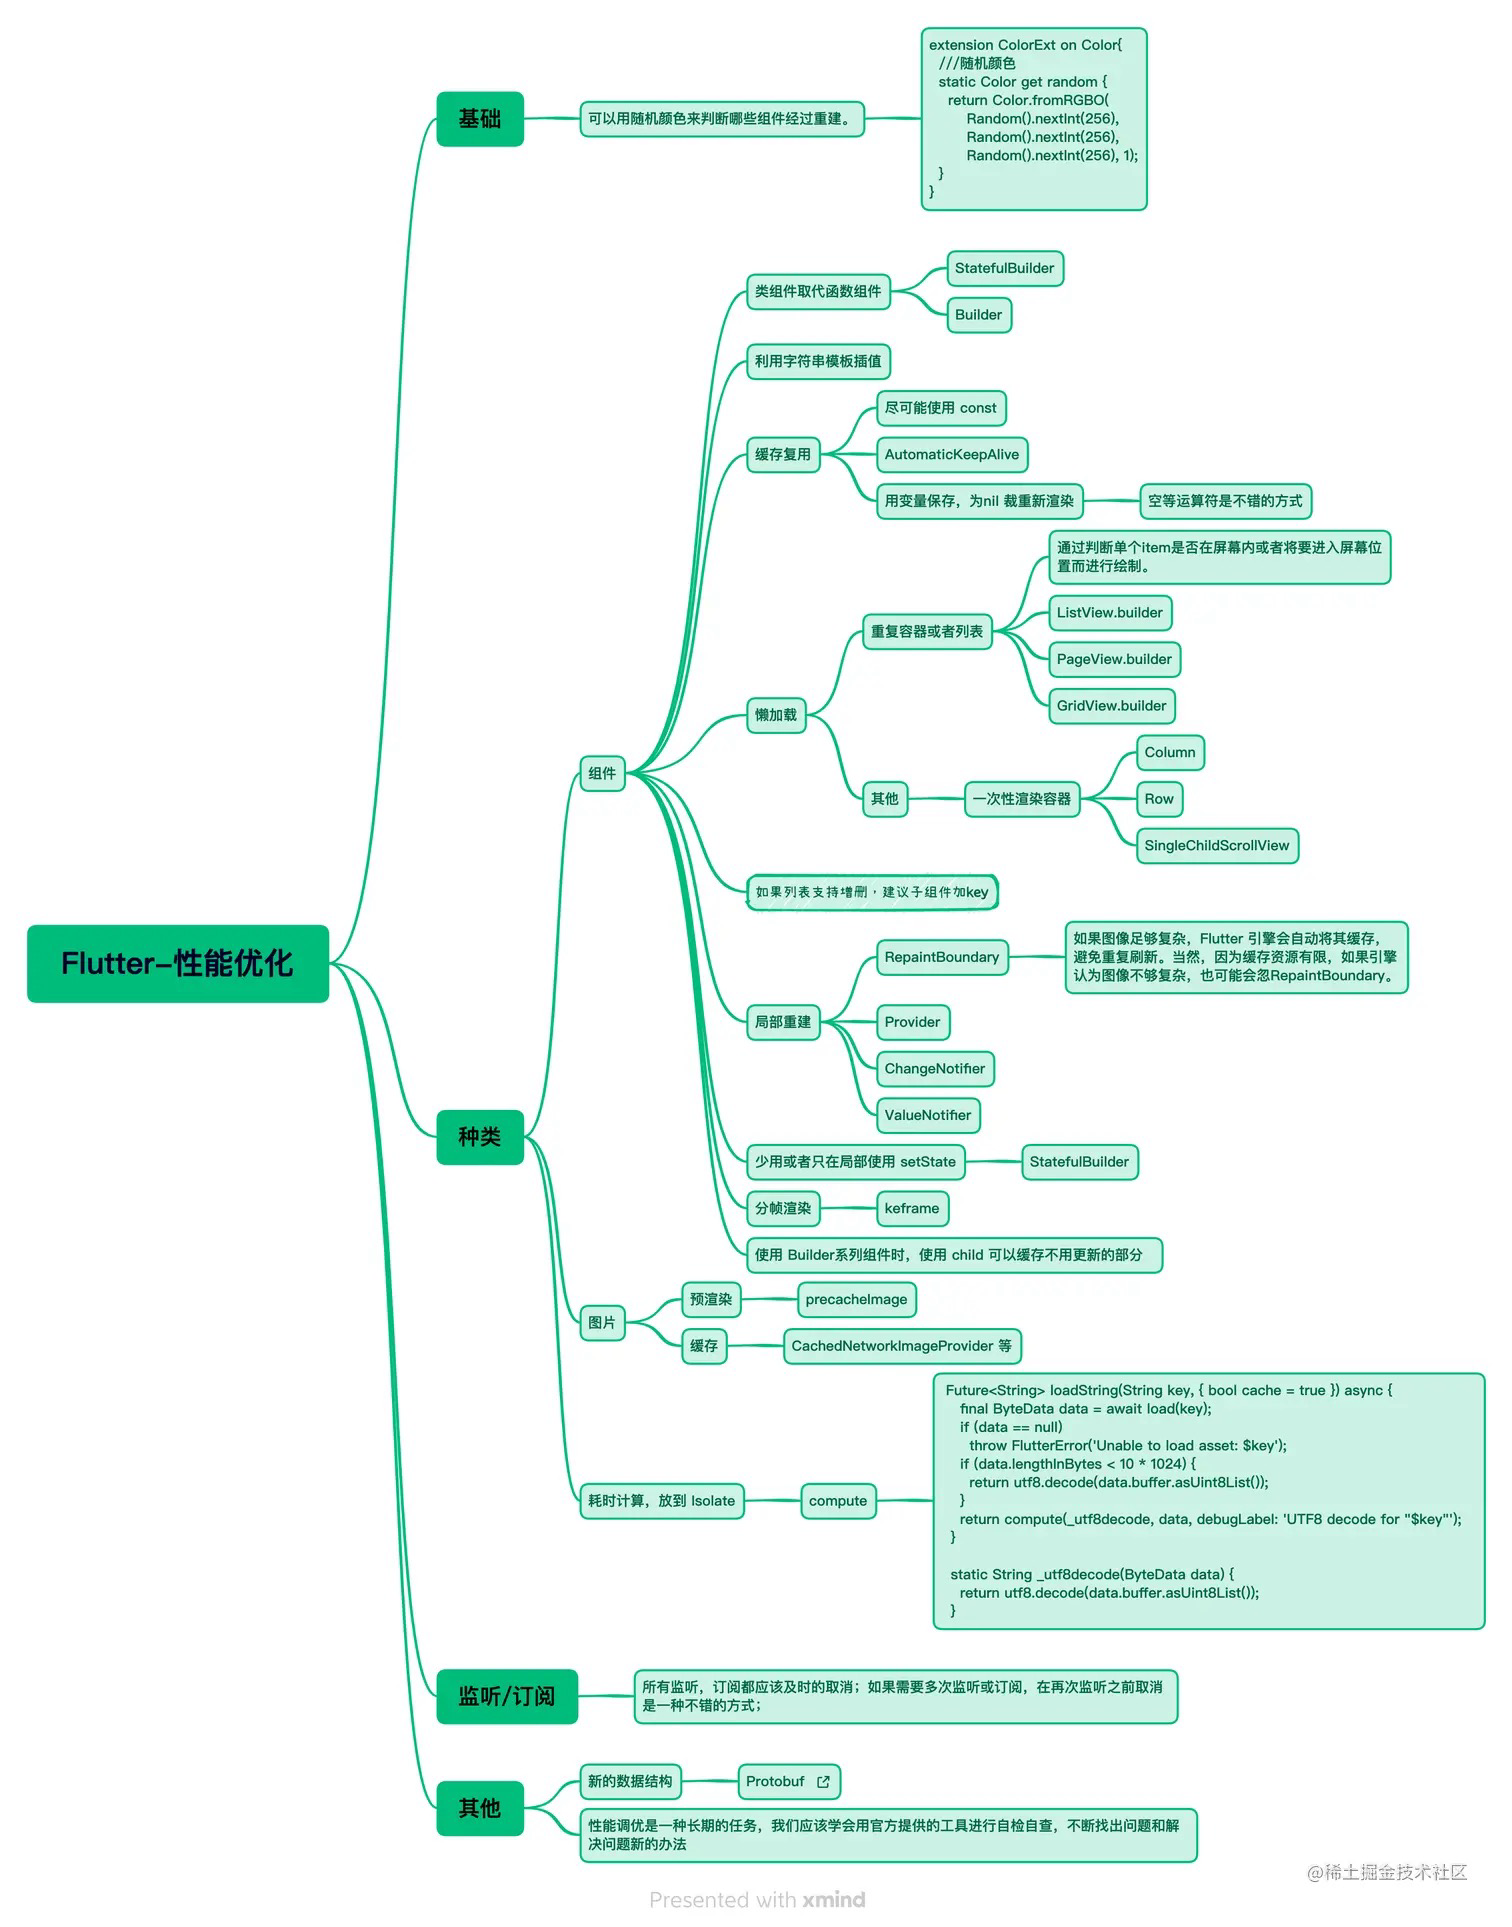 Flutter-性能优化
基础
可以用随机颜色来判断哪些组件经过重建。
extension ColorExt on Color{
///随机颜色
static Color get random {
return Color.fromRGBO(
Random().nextInt(256),
Random().nextInt(256),
Random().nextInt(256), 1);
}
}
种类
组件
类组件取代函数组件
StatefulBuilder
Builder
利用字符串模板插值
缓存复用
尽可能使用 const
AutomaticKeepAlive
用变量保存，为nil 裁重新渲染
空等运算符是不错的方式
懒加载
重复容器或者列表
通过判断单个item是否在屏幕内或者将要进入屏幕位
置而进行绘制。
ListView.builder
PageView.builder
GridView.builder
其他
一次性渲染容器
Column
Row
SingleChildScrollView
如果列表支持增删，建议子组件加key
局部重建
RepaintBoundary
如果图像足够复杂，Flutter 引擎会自动将其缓存，
避免重复刷新。当然，因为缓存资源有限，如果引擎
认为图像不够复杂，也可能会忽RepaintBoundary。
Provider
ChangeNotifier
ValueNotifier
少用或者只在局部使用 setState
StatefulBuilder
分帧渲染
keframe
使用 Builder系列组件时，使用 child 可以缓存不用更新的部分
图片
预渲染
precacheImage
缓存
CachedNetworkImageProvider 等
耗时计算，放到 Isolate
compute
Future<String> loadString(String key, { bool cache = true }) async {
final ByteData data = await load(key);
if (data == null)
throw FlutterError('Unable to load asset: $key');
if (data.lengthInBytes < 10 * 1024) {
return utf8.decode(data.buffer.asUint8List());
}
return compute(_utf8decode, data, debugLabel: 'UTF8 decode for "$key"');
}
static String _utf8decode(ByteData data) {
return utf8.decode(data.buffer.asUint8List());
}
监听/订阅
所有监听，订阅都应该及时的取消；如果需要多次监听或订阅，在再次监听之前取消
是一种不错的方式；
其他
新的数据结构
Protobuf
性能调优是一种长期的任务，我们应该学会用官方提供的工具进行自检自查，不断找出问题和解
决问题新的办法
@稀土掘金技术社区
Presented with xmind